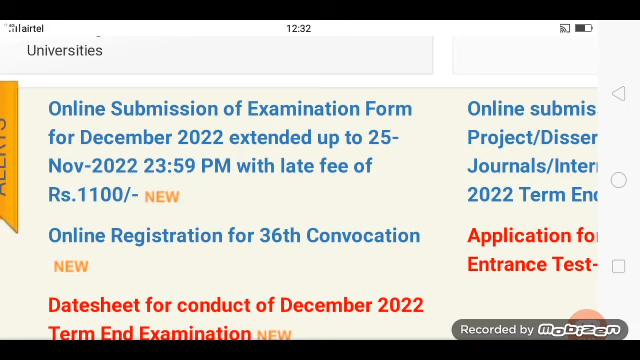 airtel
12:32
Universities
ALERTS
Online Submission of Examination Form
for December 2022 extended up to 25-
Nov-2022 23:59 PM with late fee of
Rs.1100/- NEW
Online Registration for 36th Convocation
NEW
Datesheet for conduct of December 2022
Term End Examination NEW
Online submis
Project/Disser
Journals/Inter
2022 Term End
Application for
Entrance Test-
Recorded by Mobizen